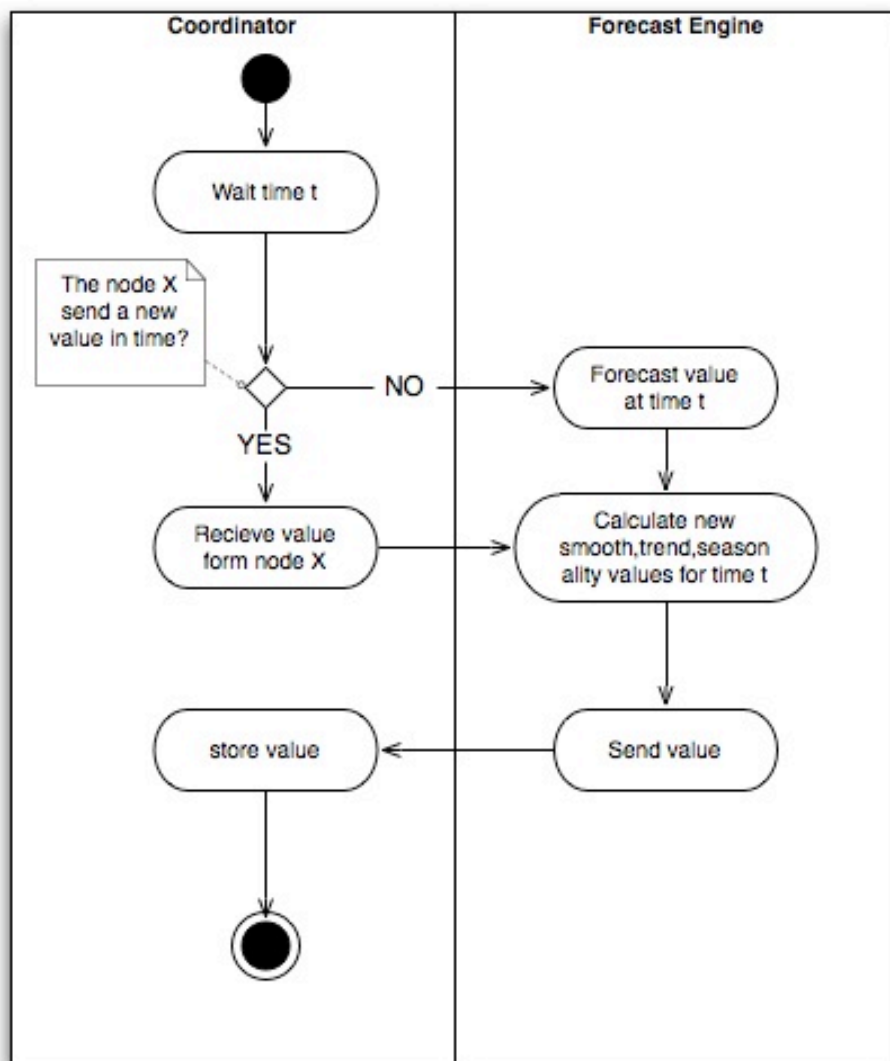 Coordinator
Forecast Engine
Wait time t
The node X
send a new
value in time?
NO
Forecast value
at time t
YES
Recieve value
form node X
Calculate new
smooth,trend,season
ality values for time t
store value
Send value